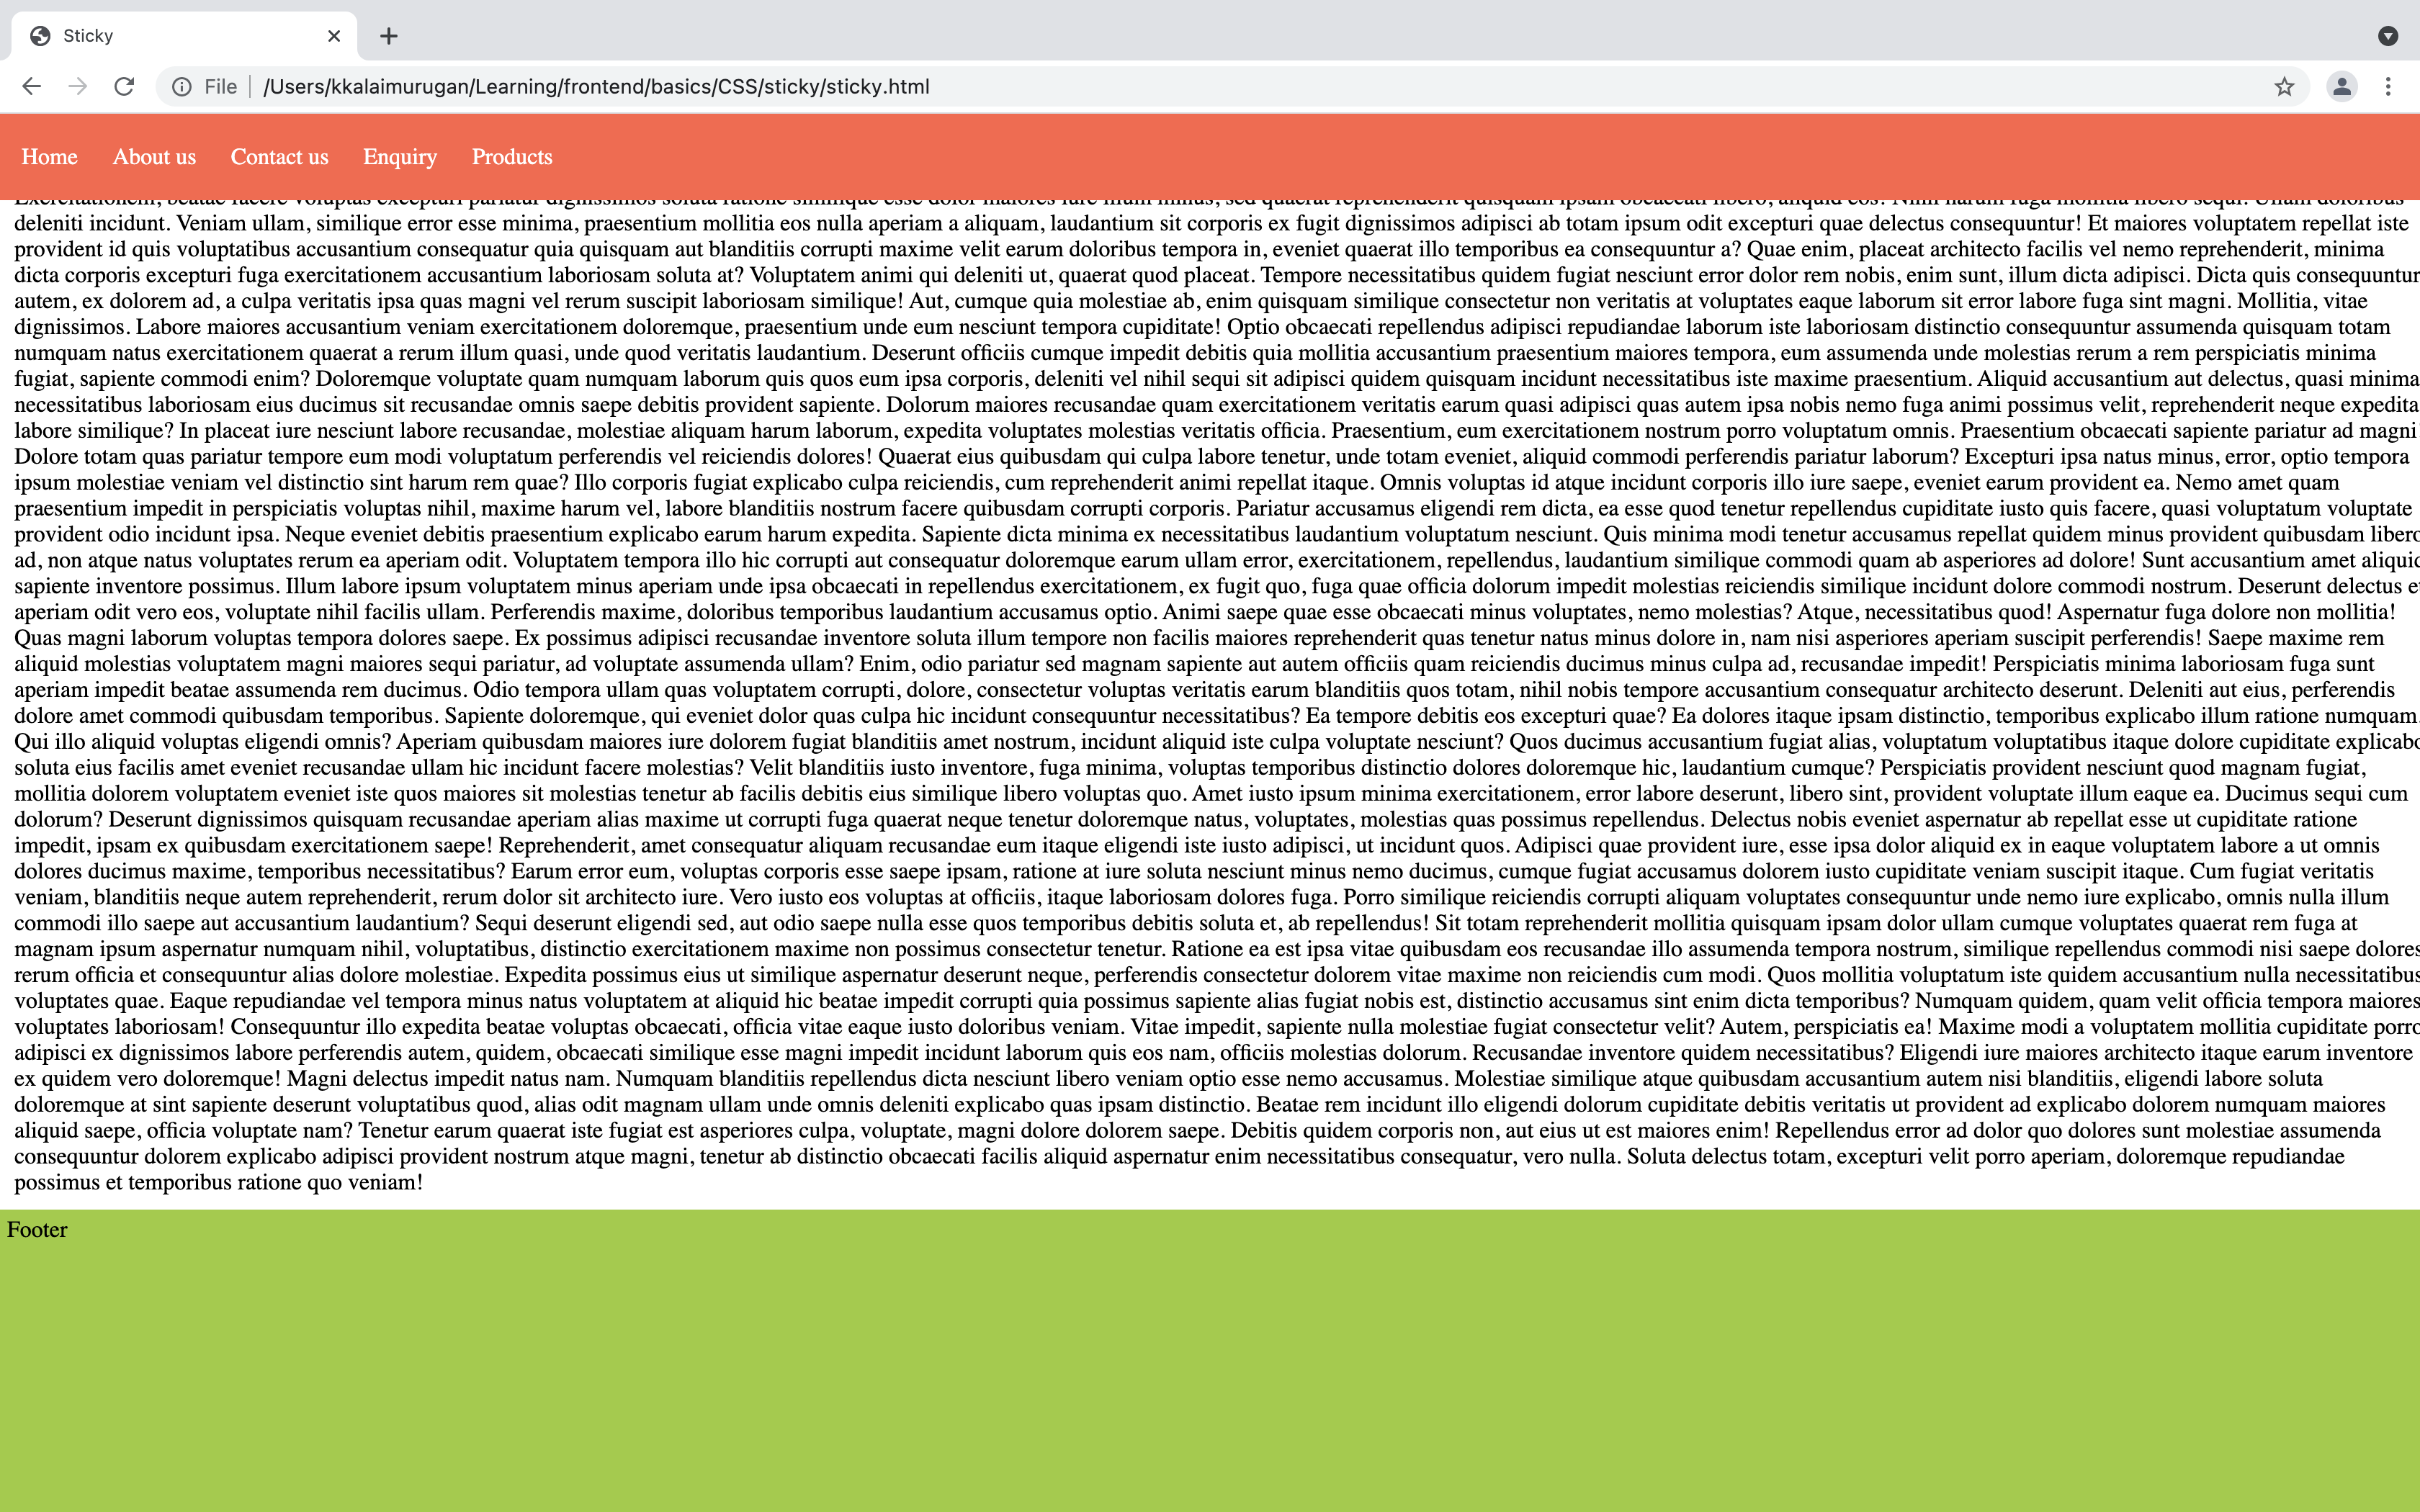 Sticky
File /Users/kkalaimurugan/Learning/frontend/basics/CSS/sticky/sticky.html
Home About us Contact us Enquiry Products
deleniti incidunt. Veniam ullam, similique error esse minima, praesentium mollitia eos nulla aperiam a aliquam, laudantium sit corporis ex fugit dignissimos adipisci ab totam ipsum odit excepturi quae delectus consequuntur! Et maiores voluptatem repellat iste
provident id quis voluptatibus accusantium consequatur quia quisquam aut blanditiis corrupti maxime velit earum doloribus tempora in, eveniet quaerat illo temporibus ea consequuntur a? Quae enim, placeat architecto facilis vel nemo reprehenderit, minima
dicta corporis excepturi fuga exercitationem accusantium laboriosam soluta at? Voluptatem animi qui deleniti ut, quaerat quod placeat. Tempore necessitatibus quidem fugiat nesciunt error dolor rem nobis, enim sunt, illum dicta adipisci. Dicta quis consequuntur
autem, ex dolorem ad, a culpa veritatis ipsa quas magni vel rerum suscipit laboriosam similique! Aut, cumque quia molestiae ab, enim quisquam similique consectetur non veritatis at voluptates eaque laborum sit error labore fuga sint magni. Mollitia, vitae
dignissimos. Labore maiores accusantium veniam exercitationem doloremque, praesentium unde eum nesciunt tempora cupiditate! Optio obcaecati repellendus adipisci repudiandae laborum iste laboriosam distinctio consequuntur assumenda quisquam totam
numquam natus exercitationem quaerat a rerum illum quasi, unde quod veritatis laudantium. Deserunt officiis cumque impedit debitis quia mollitia accusantium praesentium maiores tempora, eum assumenda unde molestias rerum a rem perspiciatis minima
fugiat, sapiente commodi enim? Doloremque voluptate quam numquam laborum quis quos eum ipsa corporis, deleniti vel nihil sequi sit adipisci quidem quisquam incidunt necessitatibus iste maxime praesentium. Aliquid accusantium aut delectus, quasi minima
necessitatibus laboriosam eius ducimus sit recusandae omnis saepe debitis provident sapiente. Dolorum maiores recusandae quam exercitationem veritatis earum quasi adipisci quas autem ipsa nobis nemo fuga animi possimus velit, reprehenderit neque expedita
labore similique? In placeat iure nesciunt labore recusandae, molestiae aliquam harum laborum, expedita voluptates molestias veritatis officia. Praesentium, eum exercitationem nostrum porro voluptatum omnis. Praesentium obcaecati sapiente pariatur ad magni
Dolore totam quas pariatur tempore eum modi voluptatum perferendis vel reiciendis dolores! Quaerat eius quibusdam qui culpa labore tenetur, unde totam eveniet, aliquid commodi perferendis pariatur laborum? Excepturi ipsa natus minus, error, optio tempora
ipsum molestiae veniam vel distinctio sint harum rem quae? Illo corporis fugiat explicabo culpa reiciendis, cum reprehenderit animi repellat itaque. Omnis voluptas id atque incidunt corporis illo iure saepe, eveniet earum provident ea. Nemo amet quam
praesentium impedit in perspiciatis voluptas nihil, maxime harum vel, labore blanditiis nostrum facere quibusdam corrupti corporis. Pariatur accusamus eligendi rem dicta, ea esse quod tenetur repellendus cupiditate iusto quis facere, quasi voluptatum voluptate
provident odio incidunt ipsa. Neque eveniet debitis praesentium explicabo earum harum expedita. Sapiente dicta minima ex necessitatibus laudantium voluptatum nesciunt. Quis minima modi tenetur accusamus repellat quidem minus provident quibusdam libero
ad, non atque natus voluptates rerum ea aperiam odit. Voluptatem tempora illo hic corrupti aut consequatur doloremque earum ullam error, exercitationem, repellendus, laudantium similique commodi quam ab asperiores ad dolore! Sunt accusantium amet aliquid
sapiente inventore possimus. Illum labore ipsum voluptatem minus aperiam unde ipsa obcaecati in repellendus exercitationem, ex fugit quo, fuga quae officia dolorum impedit molestias reiciendis similique incidunt dolore commodi nostrum. Deserunt delectus et
aperiam odit vero eos, voluptate nihil facilis ullam. Perferendis maxime, doloribus temporibus laudantium accusamus optio. Animi saepe quae esse obcaecati minus voluptates, nemo molestias? Atque, necessitatibus quod! Aspernatur fuga dolore non mollitia!
Quas magni laborum voluptas tempora dolores saepe. Ex possimus adipisci recusandae inventore soluta illum tempore non facilis maiores reprehenderit quas tenetur natus minus dolore in, nam nisi asperiores aperiam suscipit perferendis! Saepe maxime rem
aliquid molestias voluptatem magni maiores sequi pariatur, ad voluptate assumenda ullam? Enim, odio pariatur sed magnam sapiente aut autem officiis quam reiciendis ducimus minus culpa ad, recusandae impedit! Perspiciatis minima laboriosam fuga sunt
aperiam impedit beatae assumenda rem ducimus. Odio tempora ullam quas voluptatem corrupti, dolore, consectetur voluptas veritatis earum blanditiis quos totam, nihil nobis tempore accusantium consequatur architecto deserunt. Deleniti aut eius, perferendis
dolore amet commodi quibusdam temporibus. Sapiente doloremque, qui eveniet dolor quas culpa hic incidunt consequuntur necessitatibus? Ea tempore debitis eos excepturi quae? Ea dolores itaque ipsam distinctio, temporibus explicabo illum ratione numquam.
Qui illo aliquid voluptas eligendi omnis? Aperiam quibusdam maiores iure dolorem fugiat blanditiis amet nostrum, incidunt aliquid iste culpa voluptate nesciunt? Quos ducimus accusantium fugiat alias, voluptatum voluptatibus itaque dolore cupiditate explicabo
soluta eius facilis amet eveniet recusandae ullam hic incidunt facere molestias? Velit blanditiis iusto inventore, fuga minima, voluptas temporibus distinctio dolores doloremque hic, laudantium cumque? Perspiciatis provident nesciunt quod magnam fugiat,
mollitia dolorem voluptatem eveniet iste quos maiores sit molestias tenetur ab facilis debitis eius similique libero voluptas quo. Amet iusto ipsum minima exercitationem, error labore deserunt, libero sint, provident voluptate illum eaque ea. Ducimus sequi cum
dolorum? Deserunt dignissimos quisquam recusandae aperiam alias maxime ut corrupti fuga quaerat neque tenetur doloremque natus, voluptates, molestias quas possimus repellendus. Delectus nobis eveniet aspernatur ab repellat esse ut cupiditate ratione
impedit, ipsam ex quibusdam exercitationem saepe! Reprehenderit, amet consequatur aliquam recusandae eum itaque eligendi iste iusto adipisci, ut incidunt quos. Adipisci quae provident iure, esse ipsa dolor aliquid ex in eaque voluptatem labore a ut omnis
dolores ducimus maxime, temporibus necessitatibus? Earum error eum, voluptas corporis esse saepe ipsam, ratione at iure soluta nesciunt minus nemo ducimus, cumque fugiat accusamus dolorem iusto cupiditate veniam suscipit itaque. Cum fugiat veritatis
veniam, blanditiis neque autem reprehenderit, rerum dolor sit architecto iure. Vero iusto eos voluptas at officiis, itaque laboriosam dolores fuga. Porro similique reiciendis corrupti aliquam voluptates consequuntur unde nemo iure explicabo, omnis nulla illum
commodi illo saepe aut accusantium laudantium? Sequi deserunt eligendi sed, aut odio saepe nulla esse quos temporibus debitis soluta et, ab repellendus! Sit totam reprehenderit mollitia quisquam ipsam dolor ullam cumque voluptates quaerat rem fuga at
magnam ipsum aspernatur numquam nihil, voluptatibus, distinctio exercitationem maxime non possimus consectetur tenetur. Ratione ea est ipsa vitae quibusdam eos recusandae illo assumenda tempora nostrum, similique repellendus commodi nisi saepe dolores
rerum officia et consequuntur alias dolore molestiae. Expedita possimus eius ut similique aspernatur deserunt neque, perferendis consectetur dolorem vitae maxime non reiciendis cum modi. Quos mollitia voluptatum iste quidem accusantium nulla necessitatibus
voluptates quae. Eaque repudiandae vel tempora minus natus voluptatem at aliquid hic beatae impedit corrupti quia possimus sapiente alias fugiat nobis est, distinctio accusamus sint enim dicta temporibus? Numquam quidem, quam velit officia tempora maiores
voluptates laboriosam! Consequuntur illo expedita beatae voluptas obcaecati, officia vitae eaque iusto doloribus veniam. Vitae impedit, sapiente nulla molestiae fugiat consectetur velit? Autem, perspiciatis ea! Maxime modi a voluptatem mollitia cupiditate porro
adipisci ex dignissimos labore perferendis autem, quidem, obcaecati similique esse magni impedit incidunt laborum quis eos nam, officiis molestias dolorum. Recusandae inventore quidem necessitatibus? Eligendi iure maiores architecto itaque earum inventore
ex quidem vero doloremque! Magni delectus impedit natus nam. Numquam blanditiis repellendus dicta nesciunt libero veniam optio esse nemo accusamus. Molestiae similique atque quibusdam accusantium autem nisi blanditiis, eligendi labore soluta
doloremque at sint sapiente deserunt voluptatibus quod, alias odit magnam ullam unde omnis deleniti explicabo quas ipsam distinctio. Beatae rem incidunt illo eligendi dolorum cupiditate debitis veritatis ut provident ad explicabo dolorem numquam maiores
aliquid saepe, officia voluptate nam? Tenetur earum quaerat iste fugiat est asperiores culpa, voluptate, magni dolore dolorem saepe. Debitis quidem corporis non, aut eius ut est maiores enim! Repellendus error ad dolor quo dolores sunt molestiae assumenda
consequuntur dolorem explicabo adipisci provident nostrum atque magni, tenetur ab distinctio obcaecati facilis aliquid aspernatur enim necessitatibus consequatur, vero nulla. Soluta delectus totam, excepturi velit porro aperiam, doloremque repudiandae
possimus et temporibus ratione quo veniam!
Footer